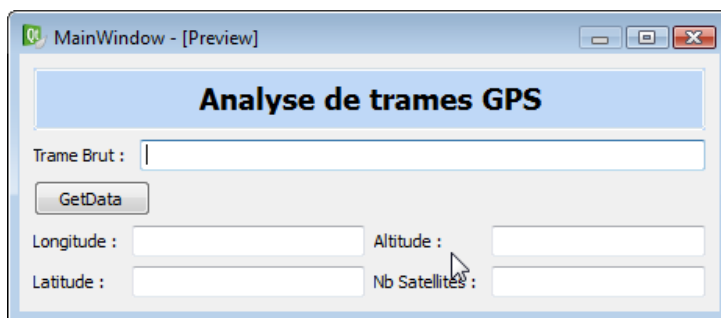 MainWindow - [Preview]
Analyse de trames GPS
Trame Brut :
GetData
Longitude : Altitude :
Latitude : Nb Satellites :